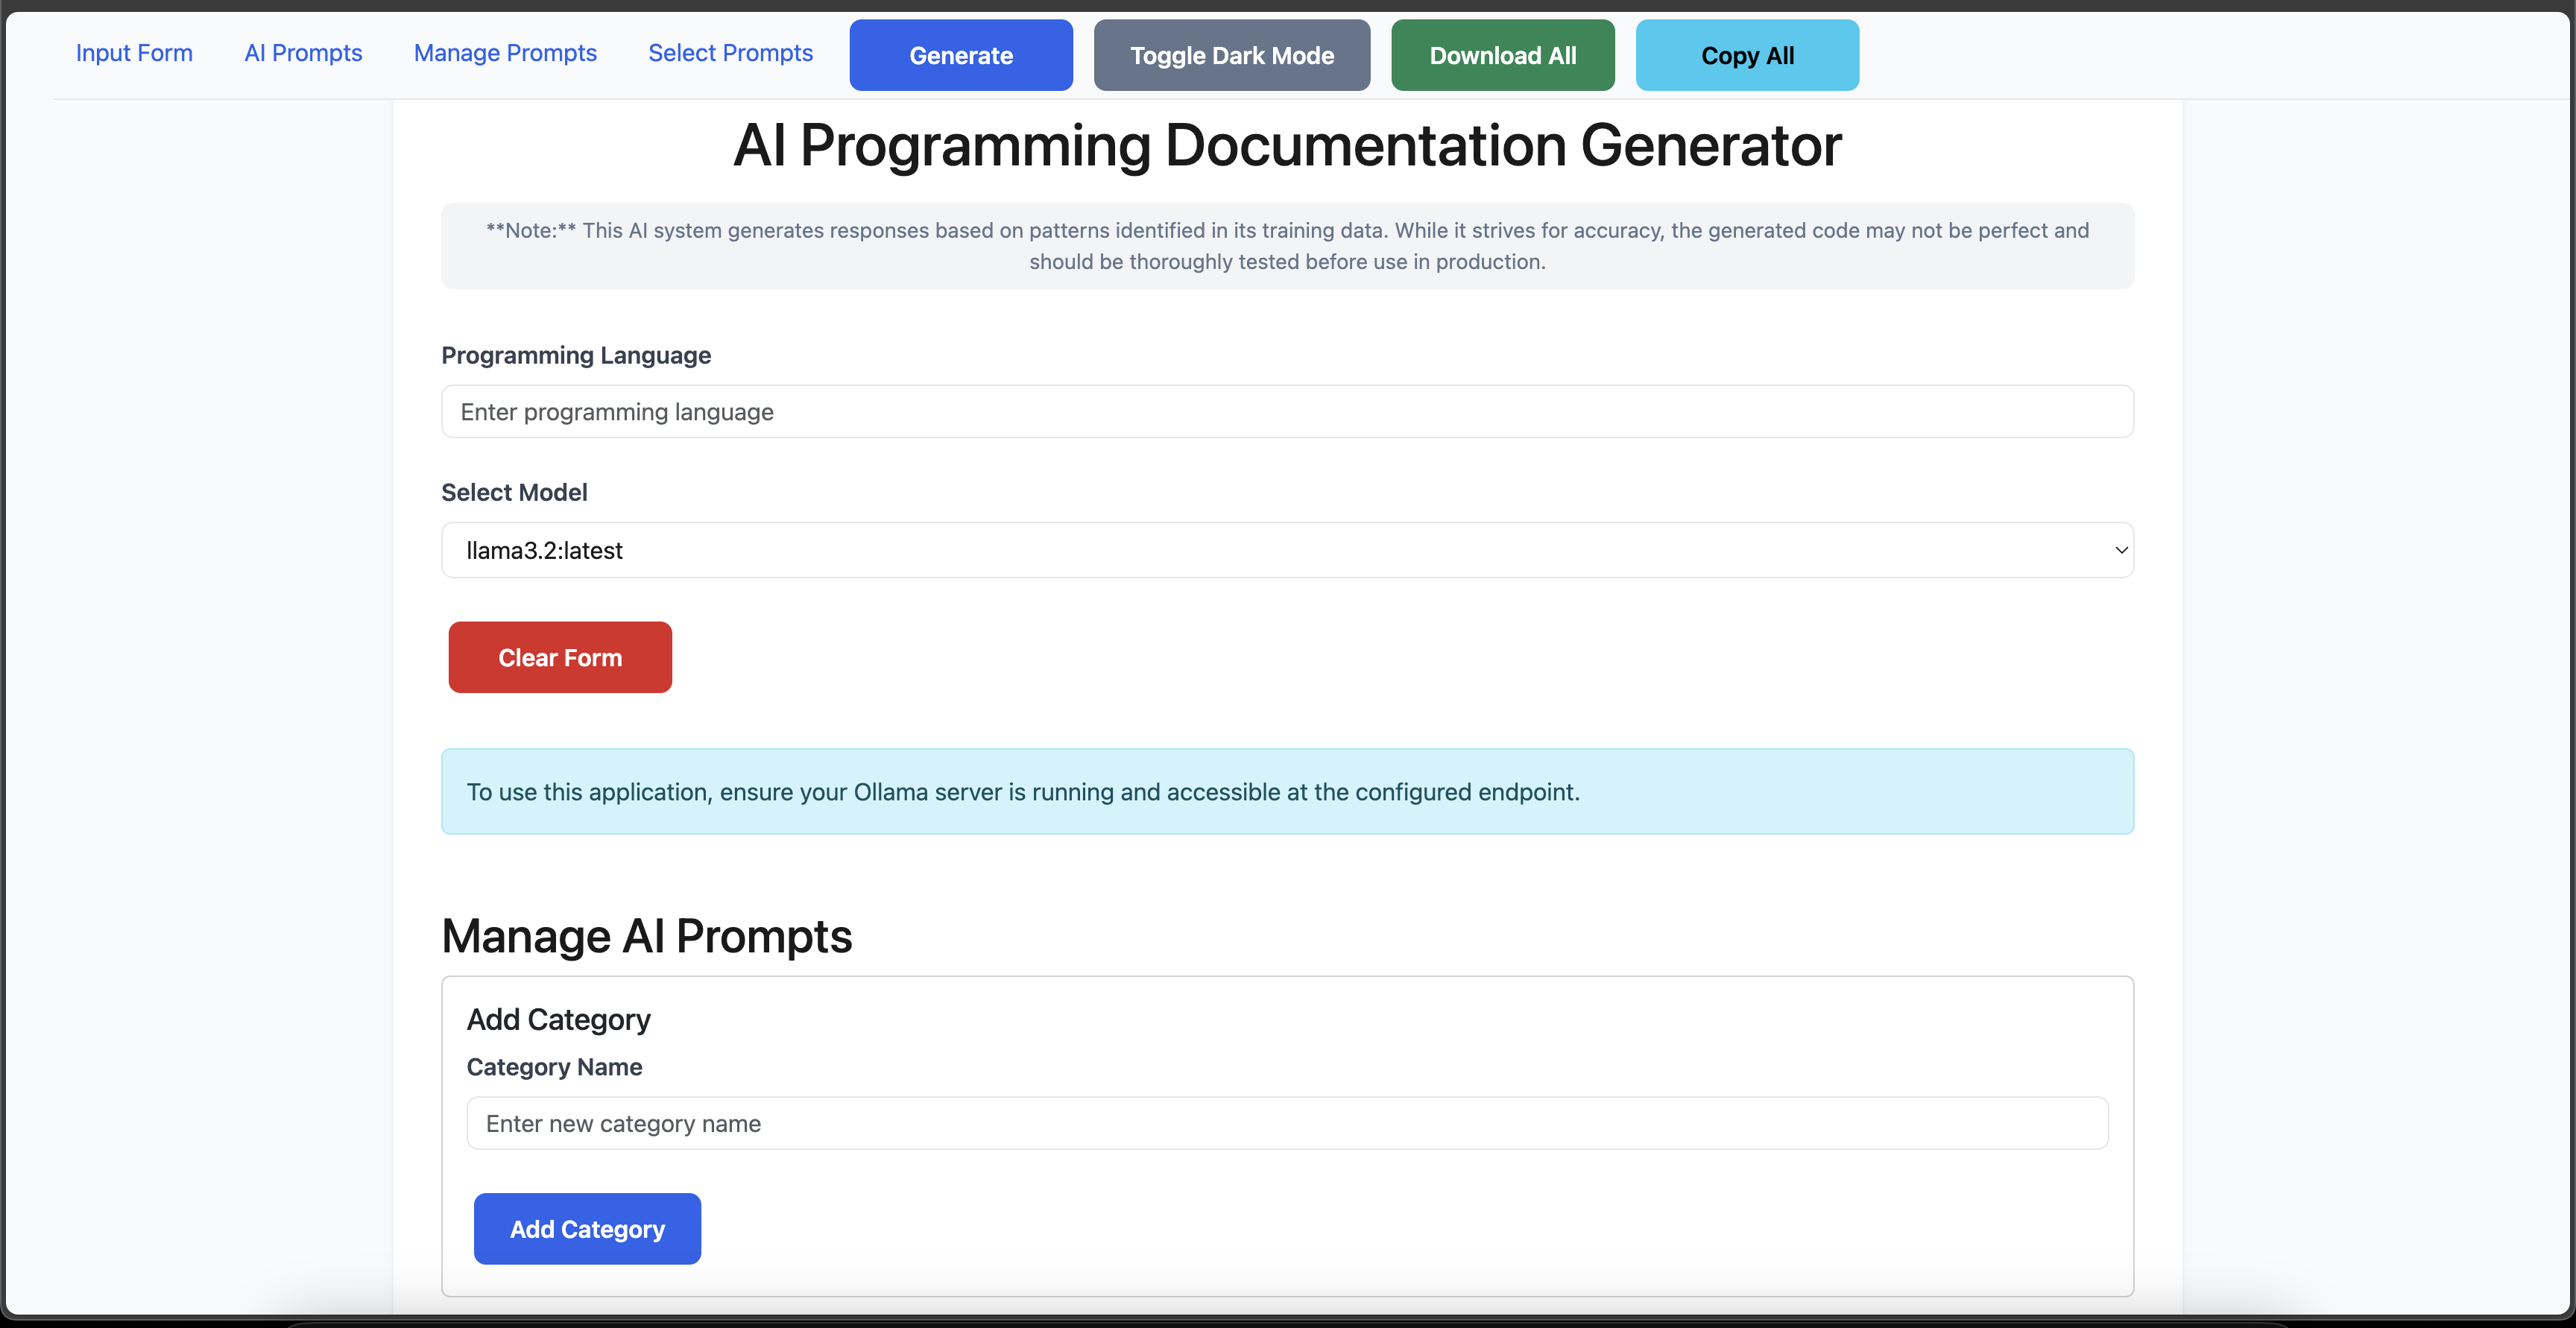 Input Form AI Prompts Manage Prompts Select Prompts Generate Toggle Dark Mode Download All Copy All
AI Programming Documentation Generator
**Note:** This AI system generates responses based on patterns identified in its training data. While it strives for accuracy, the generated code may not be perfect and
should be thoroughly tested before use in production.
Programming Language
Enter programming language
Select Model
llama3.2:latest
Clear Form
To use this application, ensure your Ollama server is running and accessible at the configured endpoint.
Manage AI Prompts
Add Category
Category Name
Enter new category name
Add Category